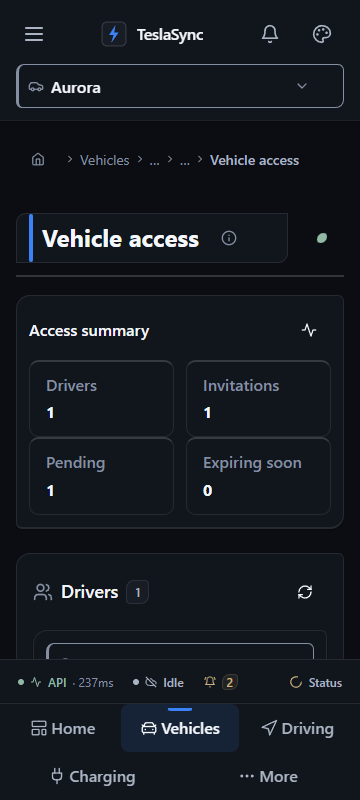 TeslaSync
Aurora
Vehicles > ... > ... > Vehicle access
Vehicle access
Access summary
Drivers
1
Invitations
1
Pending
1
Expiring soon
0
Drivers 1
API · 237ms
Idle
2
Status
Home
Vehicles
Driving
Charging
More